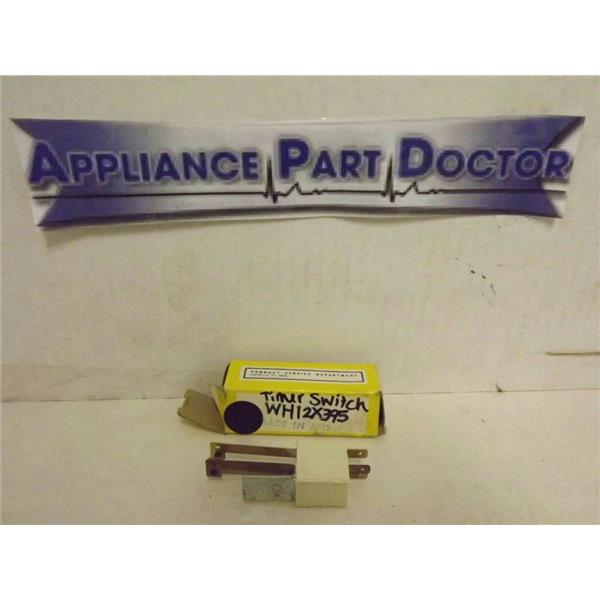 APPLIANCE PART DOCTOR
PRODUCT SERVICE DEPARTMENT
Timer Switch
WH12X395
MADE IN